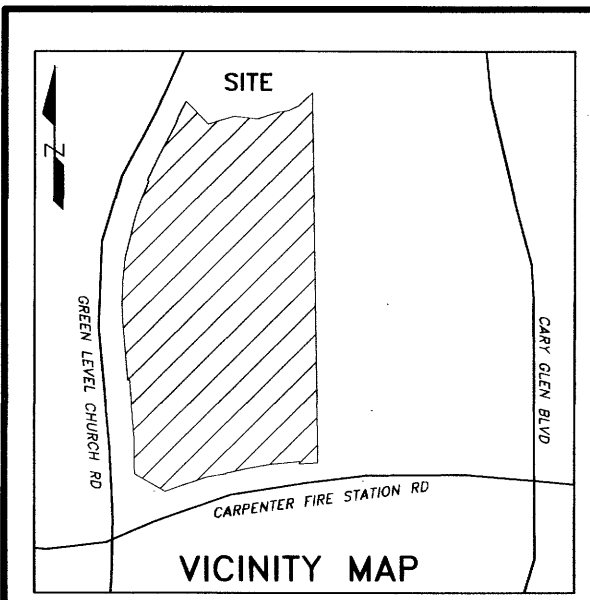 SITE
N
GREEN LEVEL CHURCH RD
CARY GLEN BLVD
CARPENTER FIRE STATION RD
VICINITY MAP